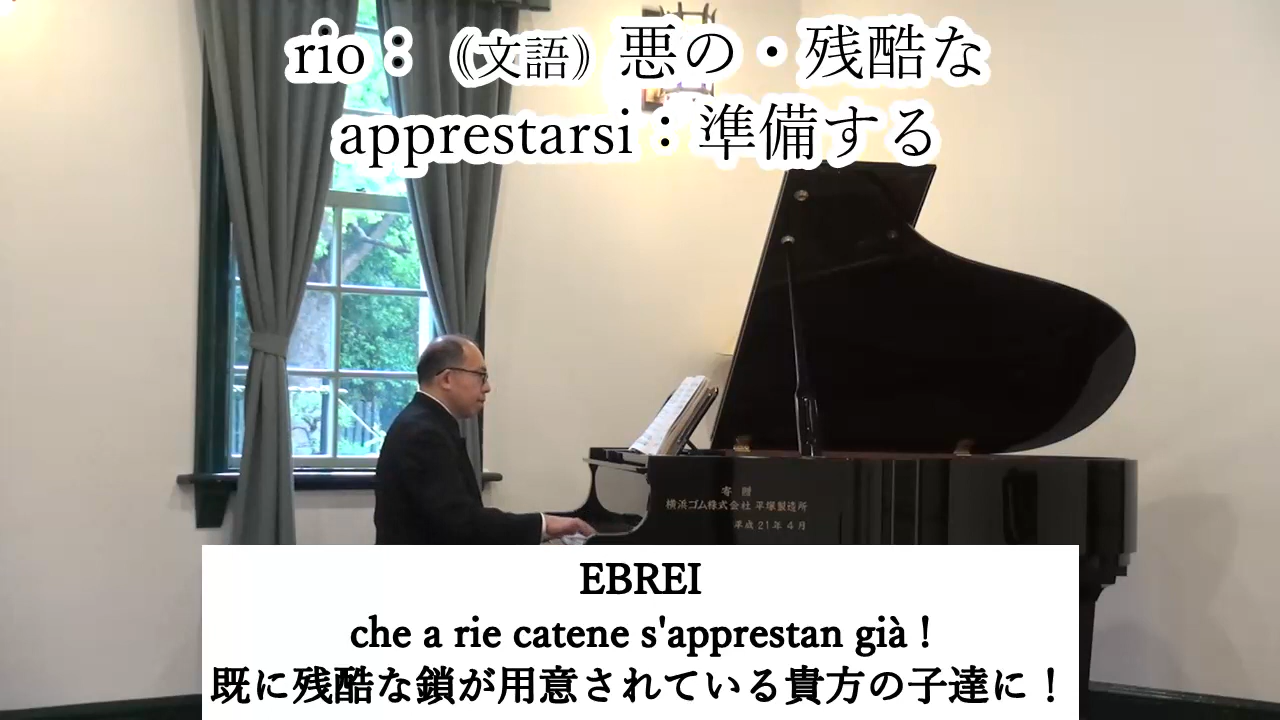 rio：《文語》悪の・残酷な
apprestarsi：準備する
寄贈
横浜ゴム株式会社 平塚製造所
平成21年4月
EBREI
che a rie catene s'apprestan già !
既に残酷な鎖が用意されている貴方の子達に！